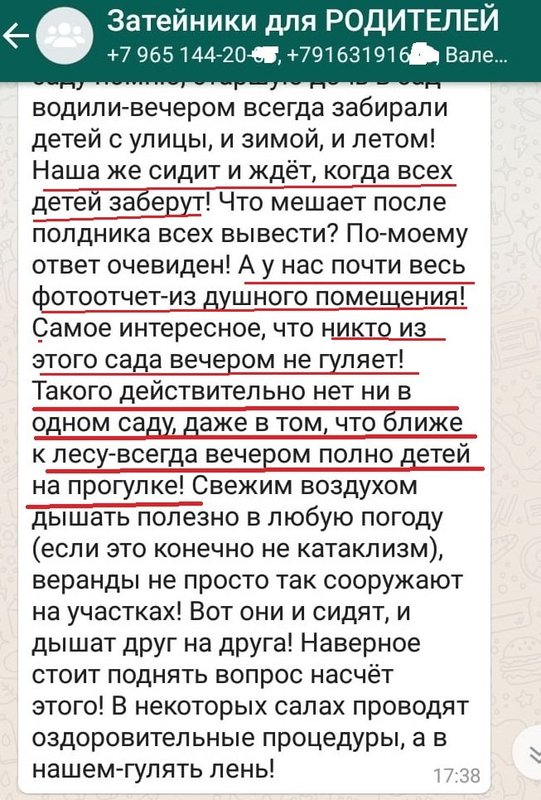 Затейники для РОДИТЕЛЕЙ
+7 965 144-20- , +791631916 , Вале...
саду помню, старшую дочь в сад
водили-вечером всегда забирали
детей с улицы, и зимой, и летом!
Наша же сидит и ждёт, когда всех
детей заберут! Что мешает после
полдника всех вывести? По-моему
ответ очевиден! А у нас почти весь
фотоотчет-из душного помещения!
Самое интересное, что никто из
этого сада вечером не гуляет!
Такого действительно нет ни в
одном саду, даже в том, что ближе
к лесу-всегда вечером полно детей
на прогулке! Свежим воздухом
дышать полезно в любую погоду
(если это конечно не катаклизм),
веранды не просто так сооружают
на участках! Вот они и сидят, и
дышат друг на друга! Наверное
стоит поднять вопрос насчёт
этого! В некоторых салах проводят
оздоровительные процедуры, а в
нашем-гулять лень!
17:38